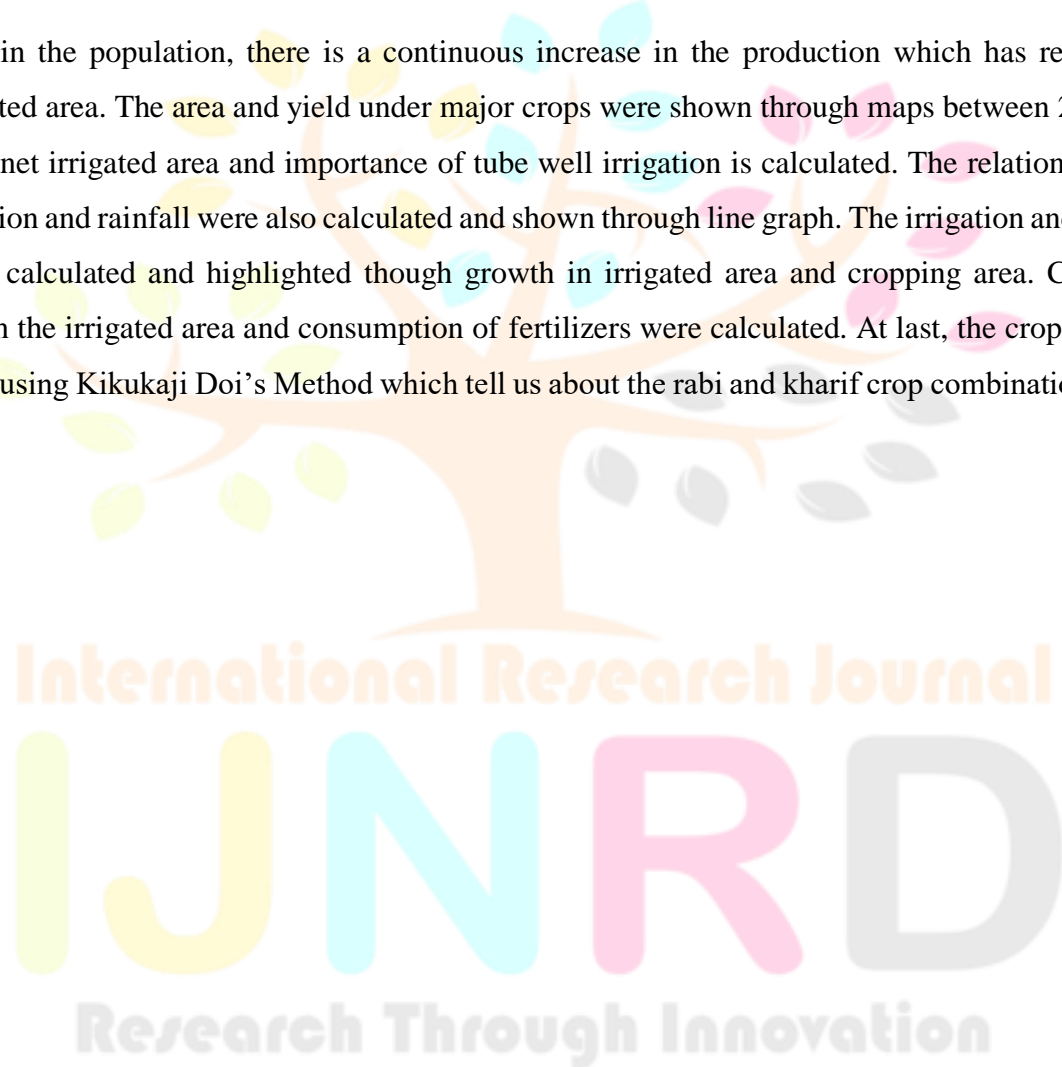 in the population, there is a continuous increase in the production which has re
ted area. The area and yield under major crops were shown through maps between 2
net irrigated area and importance of tube well irrigation is calculated. The relation
ion and rainfall were also calculated and shown through line graph. The irrigation and
calculated and highlighted though growth in irrigated area and cropping area. C
n the irrigated area and consumption of fertilizers were calculated. At last, the crop
using Kikukaji Doi’s Method which tell us about the rabi and kharif crop combinatio
International Research Journal
IJNRD
Research Through Innovation